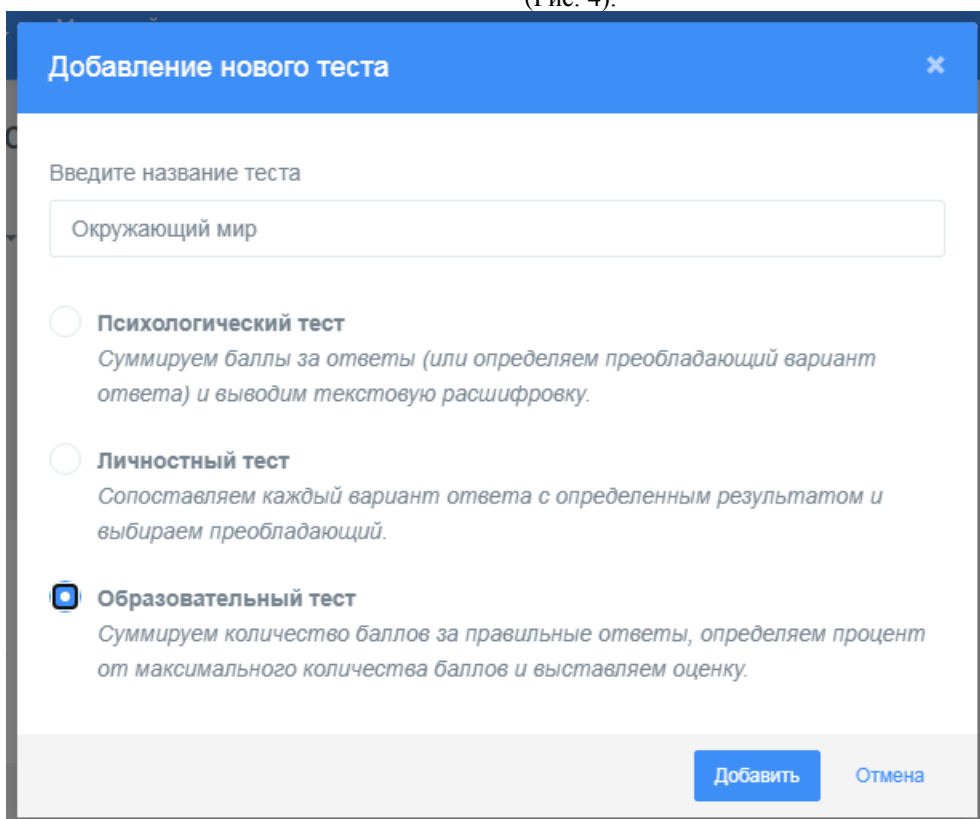 (Рис. 4).
Добавление нового теста
Введите название теста
Окружающий мир
Психологический тест
Суммируем баллы за ответы (или определяем преобладающий вариант
ответа) и выводим текстовую расшифровку.
Личностный тест
Сопоставляем каждый вариант ответа с определенным результатом и
выбираем преобладающий.
Образовательный тест
Суммируем количество баллов за правильные ответы, определяем процент
от максимального количества баллов и выставляем оценку.
Добавить Отмена